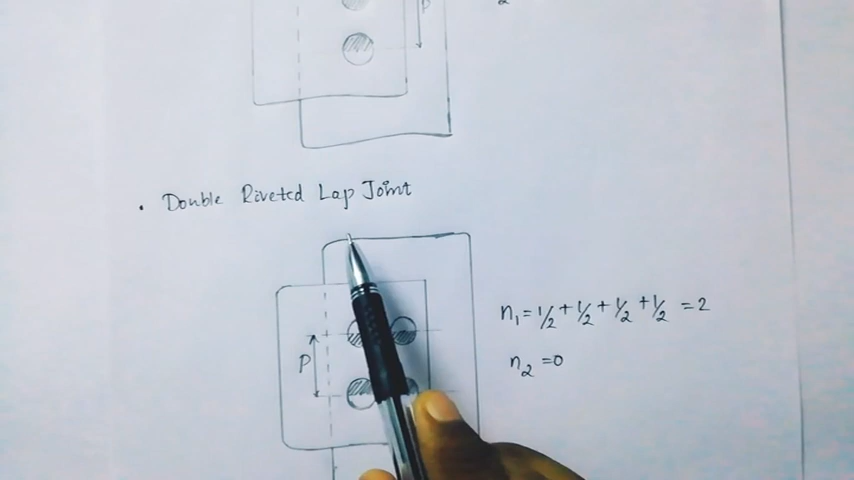 • Double Riveted Lap Joint
n₁ = 1/2 + 1/2 + 1/2 + 1/2 = 2
P
n₂ = 0